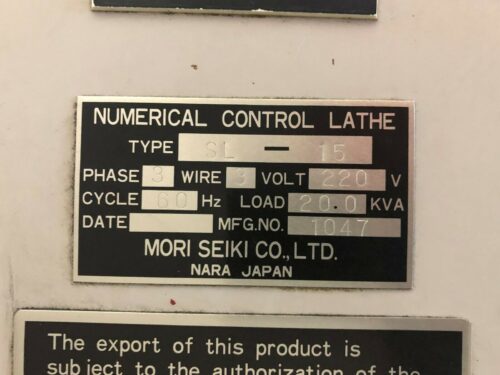 NUMERICAL CONTROL LATHE
TYPE SL — 15
PHASE 3 WIRE 3 VOLT 220 V
CYCLE 60 Hz LOAD 20.0 KVA
DATE MFG.NO. 1047
MORI SEIKI CO., LTD.
NARA JAPAN
The export of this product is
subject to the authorization of the